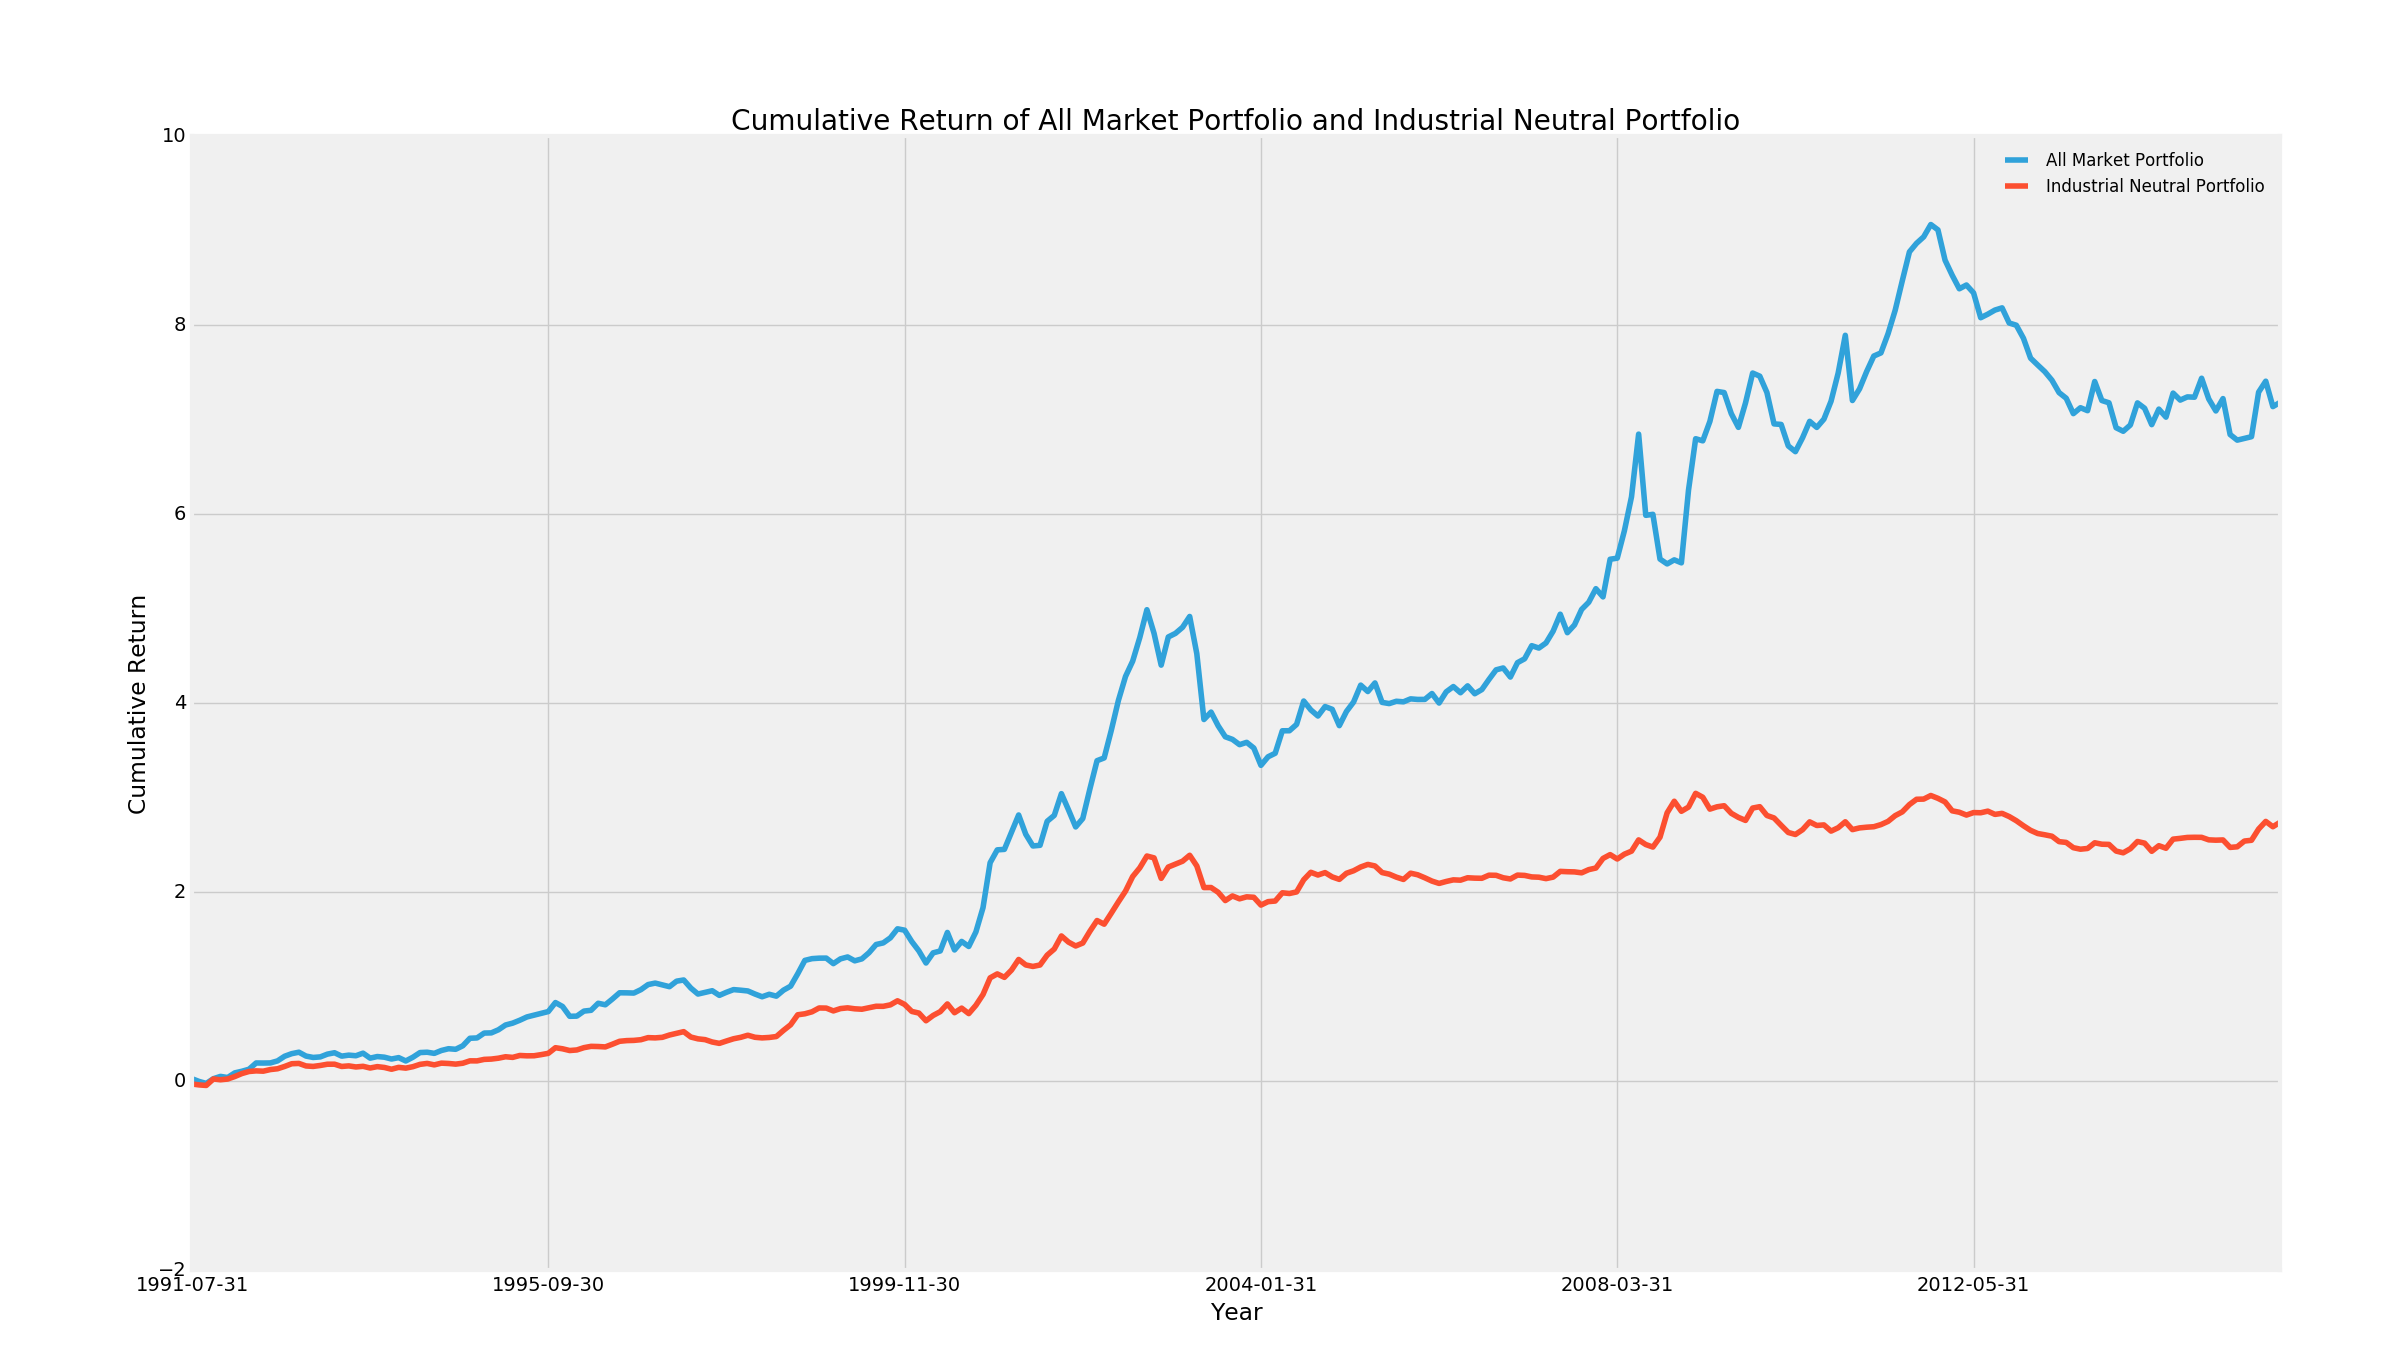 Cumulative Return of All Market Portfolio and Industrial Neutral Portfolio
10
All Market Portfolio
Industrial Neutral Portfolio
8
6
4
2
0
−2
Cumulative Return
1991-07-31 1995-09-30 1999-11-30 2004-01-31 2008-03-31 2012-05-31
Year